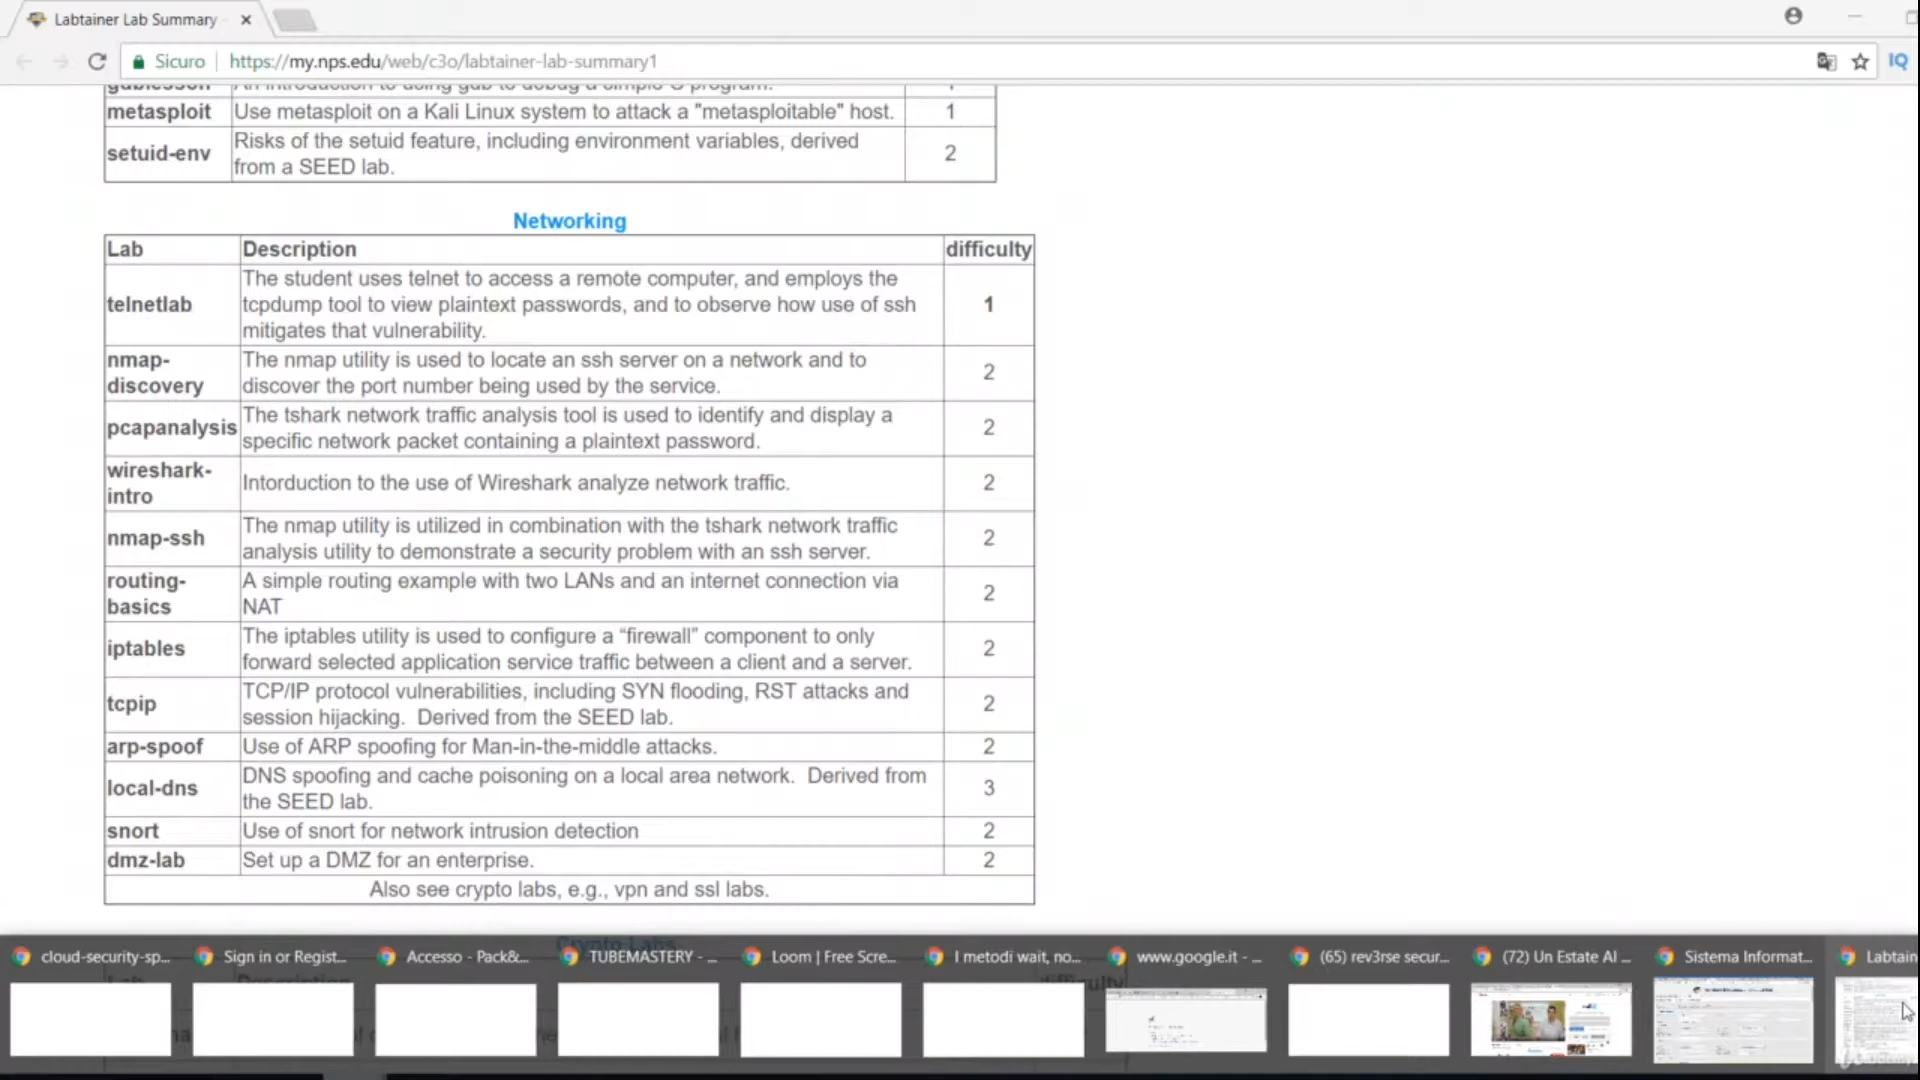 Labtainer Lab Summary
Sicuro
https://my.nps.edu/web/c3o/labtainer-lab-summary1
metasploit Use metasploit on a Kali Linux system to attack a "metasploitable" host. 1
setuid-env
Risks of the setuid feature, including environment variables, derived
from a SEED lab.
2
Networking
Lab Description difficulty
telnetlab
The student uses telnet to access a remote computer, and employs the
tcpdump tool to view plaintext passwords, and to observe how use of ssh
mitigates that vulnerability.
1
nmap-
discovery
The nmap utility is used to locate an ssh server on a network and to
discover the port number being used by the service.
2
pcapanalysis
The tshark network traffic analysis tool is used to identify and display a
specific network packet containing a plaintext password.
2
wireshark-
intro
Intorduction to the use of Wireshark analyze network traffic.
2
nmap-ssh
The nmap utility is utilized in combination with the tshark network traffic
analysis utility to demonstrate a security problem with an ssh server.
2
routing-
basics
A simple routing example with two LANs and an internet connection via
NAT
2
iptables
The iptables utility is used to configure a “firewall” component to only
forward selected application service traffic between a client and a server.
2
tcpip
TCP/IP protocol vulnerabilities, including SYN flooding, RST attacks and
session hijacking.  Derived from the SEED lab.
2
arp-spoof Use of ARP spoofing for Man-in-the-middle attacks. 2
local-dns
DNS spoofing and cache poisoning on a local area network.  Derived from
the SEED lab.
3
snort Use of snort for network intrusion detection 2
dmz-lab Set up a DMZ for an enterprise. 2
Also see crypto labs, e.g., vpn and ssl labs.
Crypto Labs
cloud-security-sp... Sign in or Regist... Accesso - Pack&... TUBEMASTERY - ... Loom | Free Scre... I metodi wait, no... www.google.it - ... (65) rev3rse secur... (72) Un Estate Al ... Sistema Informat... Labtain
Lab Description difficulty